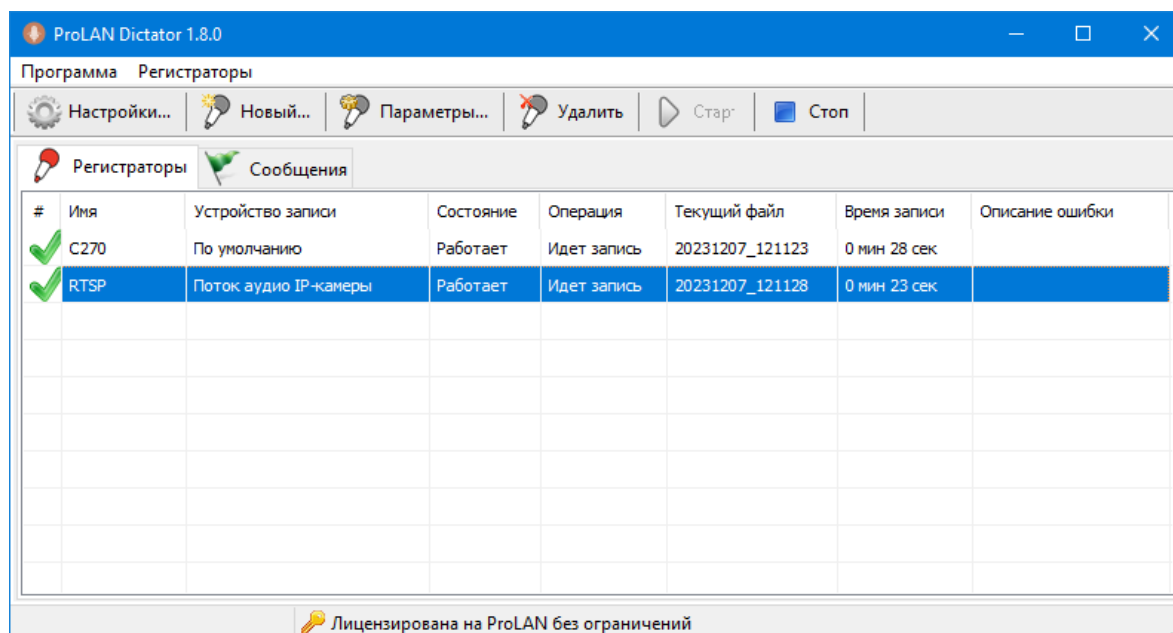 ProLAN Dictator 1.8.0
Программа Регистраторы
Настройки... Новый... Параметры... Удалить Старт Стоп
Регистраторы Сообщения
# Имя Устройство записи Состояние Операция Текущий файл Время записи Описание ошибки
C270 По умолчанию Работает Идет запись 20231207_121123 0 мин 28 сек
RTSP Поток аудио IP-камеры Работает Идет запись 20231207_121128 0 мин 23 сек
Лицензирована на ProLAN без ограничений